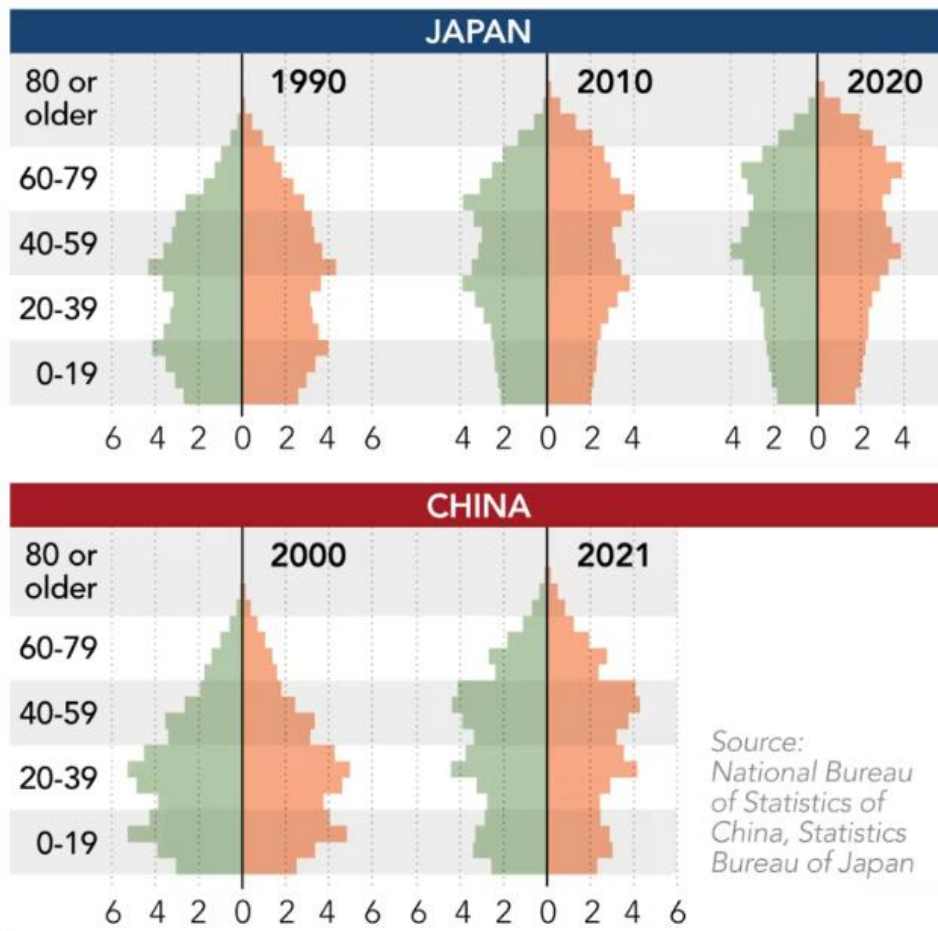 JAPAN
1990
2010
2020
80 or
older
60-79
40-59
20-39
0-19
6 4 2 0 2 4 6
4 2 0 2 4
4 2 0 2 4
CHINA
2000
2021
80 or
older
60-79
40-59
20-39
0-19
6 4 2 0 2 4 6
4 2 0 2 4 6
Source:
National Bureau
of Statistics of
China, Statistics
Bureau of Japan